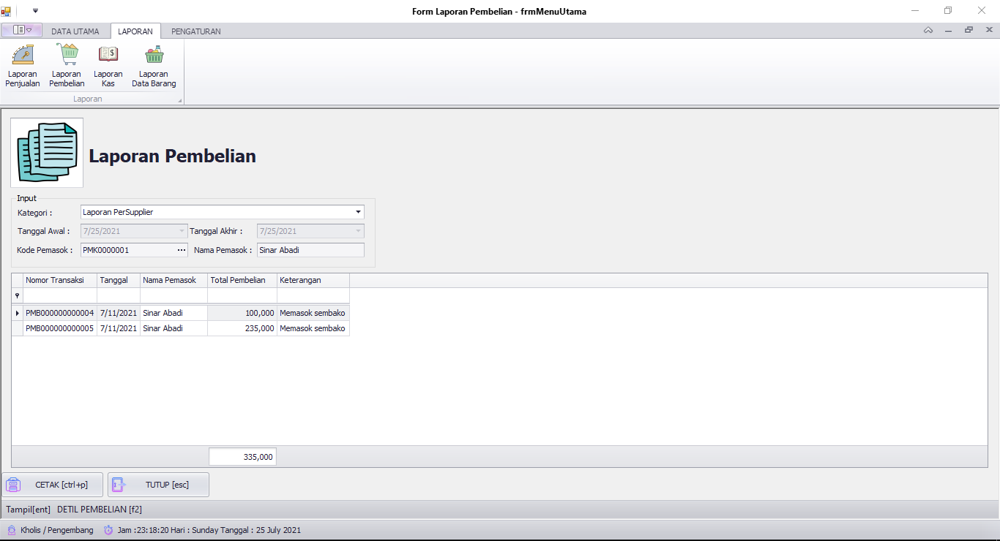 Form Laporan Pembelian - frmMenuUtama
DATA UTAMA LAPORAN PENGATURAN
Laporan Penjualan
Laporan Pembelian
Laporan Kas
Laporan Data Barang
Laporan
Laporan Pembelian
Input
Kategori : Laporan PerSupplier
Tanggal Awal : 7/25/2021 Tanggal Akhir : 7/25/2021
Kode Pemasok : PMK0000001 ... Nama Pemasok : Sinar Abadi
Nomor Transaksi Tanggal Nama Pemasok Total Pembelian Keterangan
PMB000000000004 7/11/2021 Sinar Abadi 100,000 Memasok sembako
PMB000000000005 7/11/2021 Sinar Abadi 235,000 Memasok sembako
335,000
CETAK [ctrl+p] TUTUP [esc]
Tampil[ent] DETIL PEMBELIAN [f2]
Kholis / Pengembang Jam :23:18:20 Hari : Sunday Tanggal : 25 July 2021